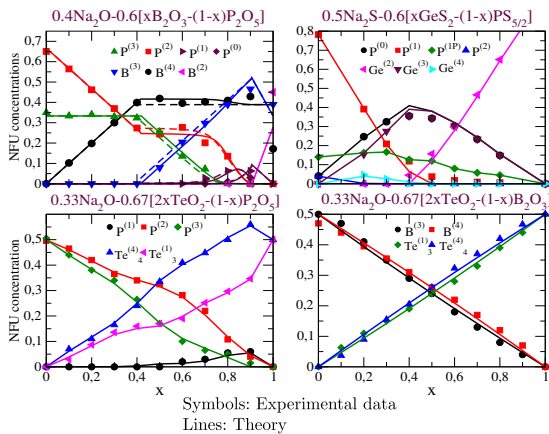 0.4Na₂O-0.6[xB₂O₃-(1-x)P₂O₅]
0.5Na₂S-0.6[xGeS₂-(1-x)PS₅/₂]
P⁽³⁾ P⁽²⁾ P⁽¹⁾ P⁽⁰⁾
B⁽³⁾ B⁽⁴⁾ B⁽²⁾
P⁽⁰⁾ P⁽¹⁾ P⁽¹ᴾ⁾ P⁽²⁾
Ge⁽²⁾ Ge⁽³⁾ Ge⁽⁴⁾
NFU concentrations
0,6
0,5
0,4
0,3
0,2
0,1
0
0,8
0,7
0,6
0,5
0,4
0,3
0,2
0,1
0
0.33Na₂O-0.67[2xTeO₂-(1-x)P₂O₅]
0.33Na₂O-0.67[2xTeO₂-(1-x)B₂O₃]
P⁽¹⁾ P⁽²⁾ P⁽³⁾
Te⁽⁴⁾₄ Te⁽¹⁾₃
B⁽³⁾ B⁽⁴⁾
Te⁽¹⁾₃ Te⁽⁴⁾₄
NFU concentration
0,5
0,4
0,3
0,2
0,1
0
0,5
0,4
0,3
0,2
0,1
0
0 0,2 0,4 0,6 0,8 1
0 0,2 0,4 0,6 0,8 1
x x
Symbols: Experimental data
Lines: Theory